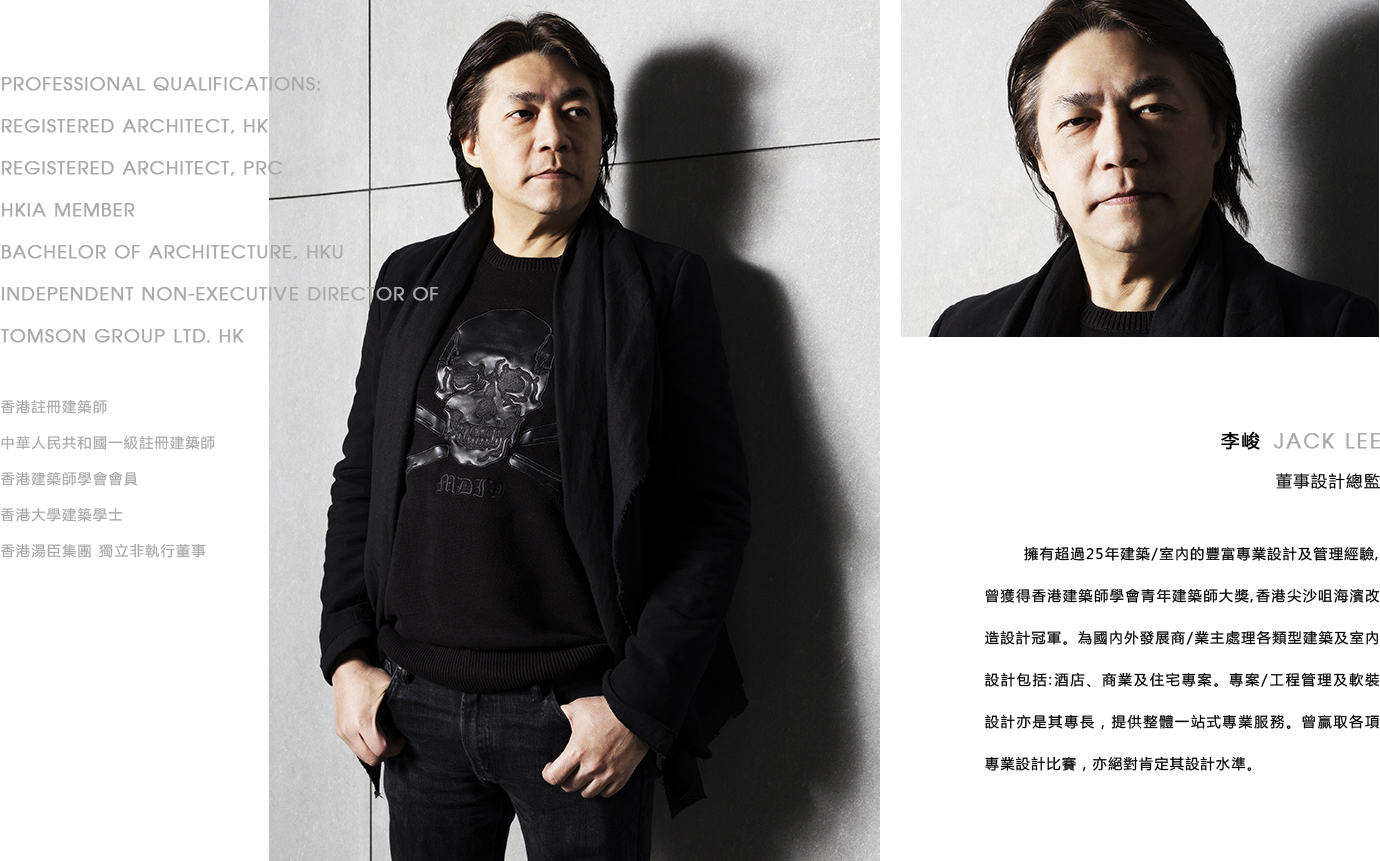 PROFESSIONAL QUALIFICATIONS:
REGISTERED ARCHITECT, HK
REGISTERED ARCHITECT, PRC
HKIA MEMBER
BACHELOR OF ARCHITECTURE, HKU
INDEPENDENT NON-EXECUTIVE DIRECTOR OF
TOMSON GROUP LTD. HK
香港註冊建築師
中華人民共和國一級註冊建築師
香港建築師學會會員
香港大學建築學士
香港湯臣集團 獨立非執行董事
李峻 JACK LEE
董事設計總監
擁有超過25年建築/室內的豐富專業設計及管理經驗,
曾獲得香港建築師學會青年建築師大獎,香港尖沙咀海濱改
造設計冠軍。為國內外發展商/業主處理各類型建築及室內
設計包括:酒店、商業及住宅專案。專案/工程管理及軟裝
設計亦是其專長，提供整體一站式專業服務。曾贏取各項
專業設計比賽，亦絕對肯定其設計水準。